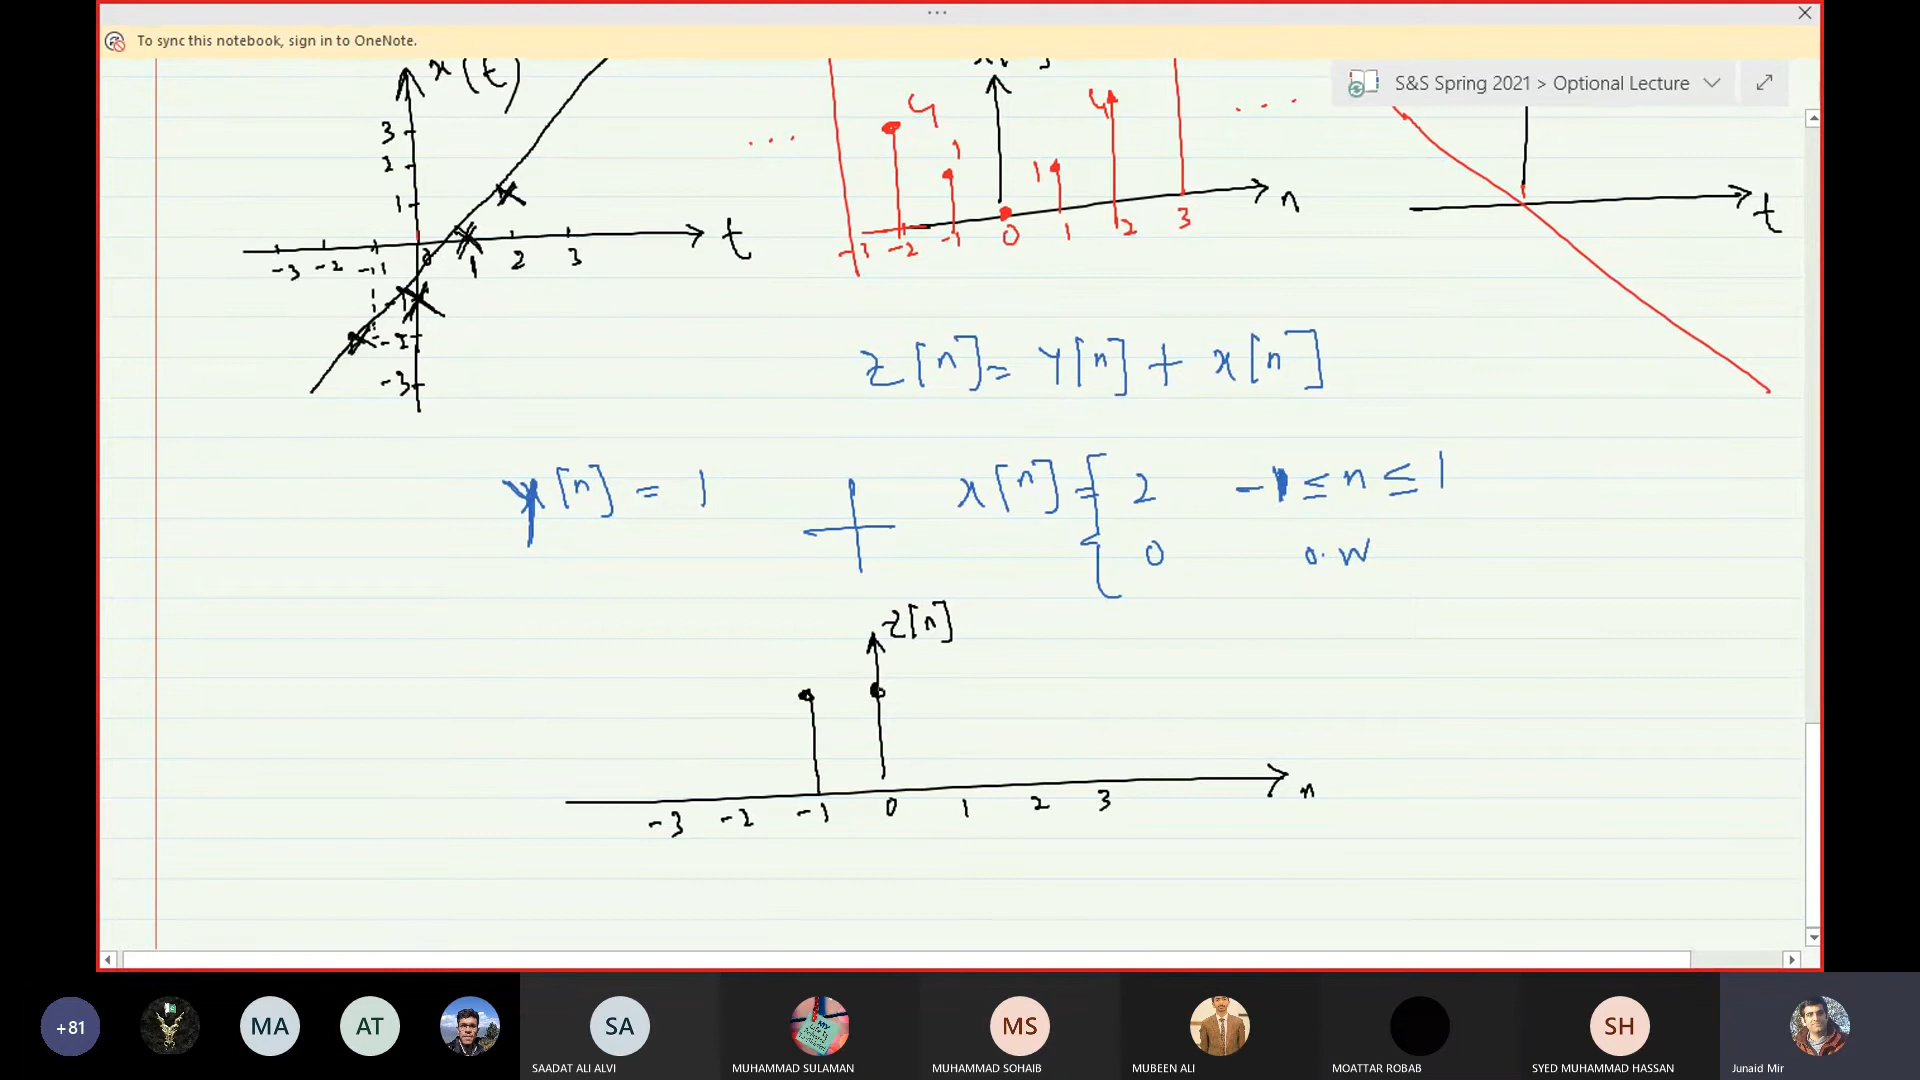 To sync this notebook, sign in to OneNote.
S&S Spring 2021 > Optional Lecture
x(t)
3
2
1
-3 -2 -1 0 1 2 3 t
-1
-2
-3
... 4 1 1 4 ...
-3 -2 -1 0 1 2 3 n
t
z[n] = y[n] + x[n]
y[n] = 1 + x[n] = { 2 -1 ≤ n ≤ 1
0 o.w
z[n]
-3 -2 -1 0 1 2 3 n
+81 MA AT SA MS SH
SAADAT ALI ALVI MUHAMMAD SULAMAN MUHAMMAD SOHAIB MUBEEN ALI MOATTAR ROBAB SYED MUHAMMAD HASSAN Junaid Mir